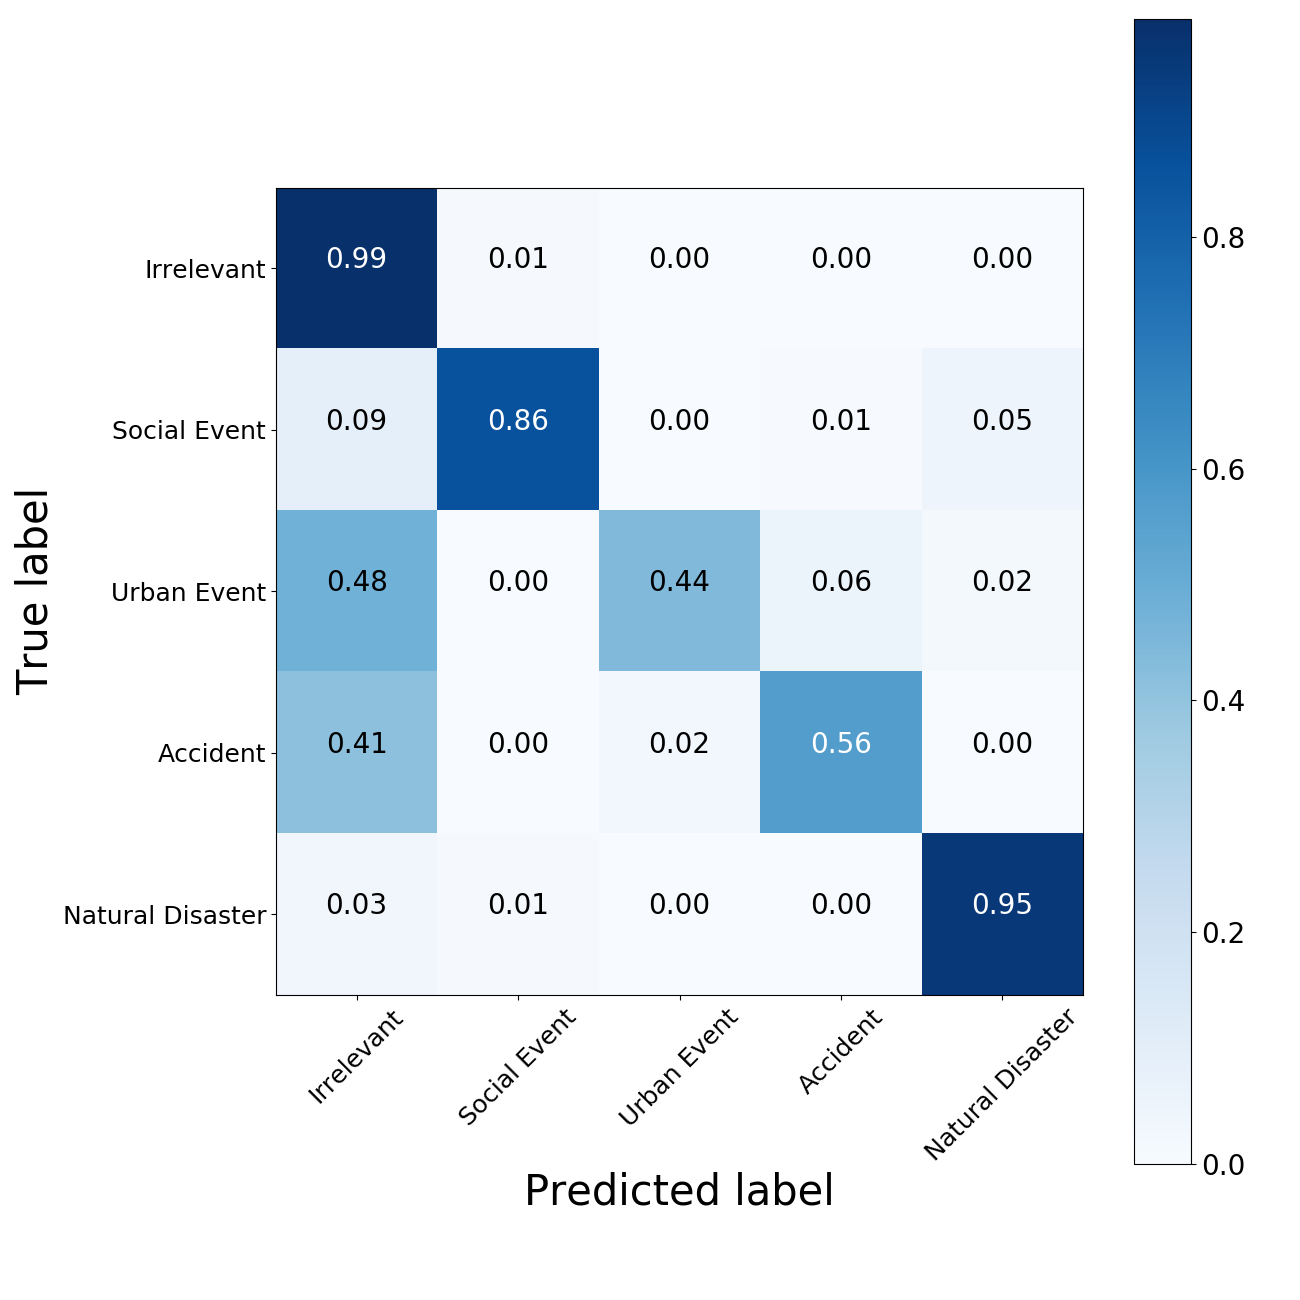 Irrelevant 0.99 0.01 0.00 0.00 0.00
Social Event 0.09 0.86 0.00 0.01 0.05
Urban Event 0.48 0.00 0.44 0.06 0.02
Accident 0.41 0.00 0.02 0.56 0.00
Natural Disaster 0.03 0.01 0.00 0.00 0.95
True label
Irrelevant Social Event Urban Event Accident Natural Disaster
Predicted label
0.8
0.6
0.4
0.2
0.0